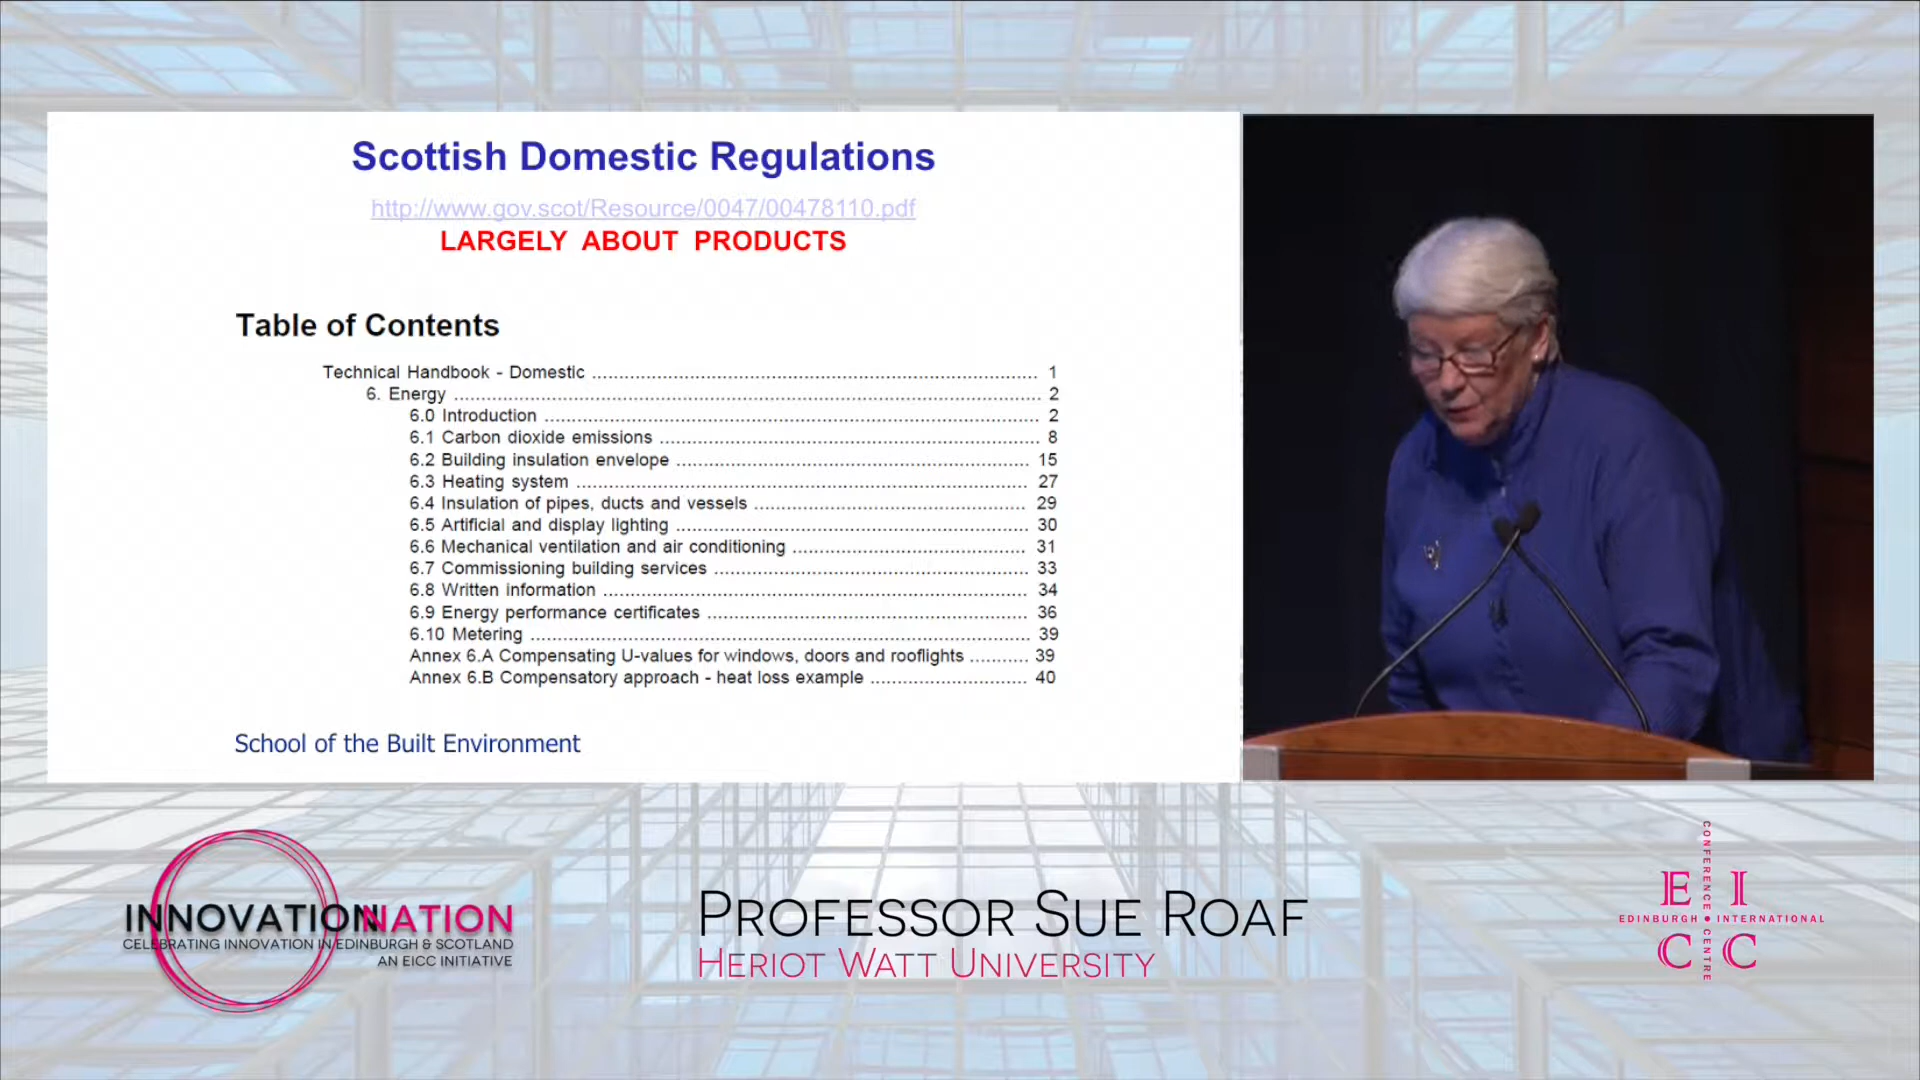 Scottish Domestic Regulations
http://www.gov.scot/Resource/0047/00478110.pdf
LARGELY ABOUT PRODUCTS
Table of Contents
Technical Handbook - Domestic ........ 1
6. Energy ........ 2
6.0 Introduction ........ 2
6.1 Carbon dioxide emissions ........ 8
6.2 Building insulation envelope ........ 15
6.3 Heating system ........ 27
6.4 Insulation of pipes, ducts and vessels ........ 29
6.5 Artificial and display lighting ........ 30
6.6 Mechanical ventilation and air conditioning ........ 31
6.7 Commissioning building services ........ 33
6.8 Written information ........ 34
6.9 Energy performance certificates ........ 36
6.10 Metering ........ 39
Annex 6.A Compensating U-values for windows, doors and rooflights ........ 39
Annex 6.B Compensatory approach - heat loss example ........ 40
School of the Built Environment
INNOVATIONNATION
CELEBRATING INNOVATION IN EDINBURGH & SCOTLAND
AN EICC INITIATIVE
PROFESSOR SUE ROAF
HERIOT WATT UNIVERSITY
E I
EDINBURGH • INTERNATIONAL
C C
CONFERENCE CENTRE